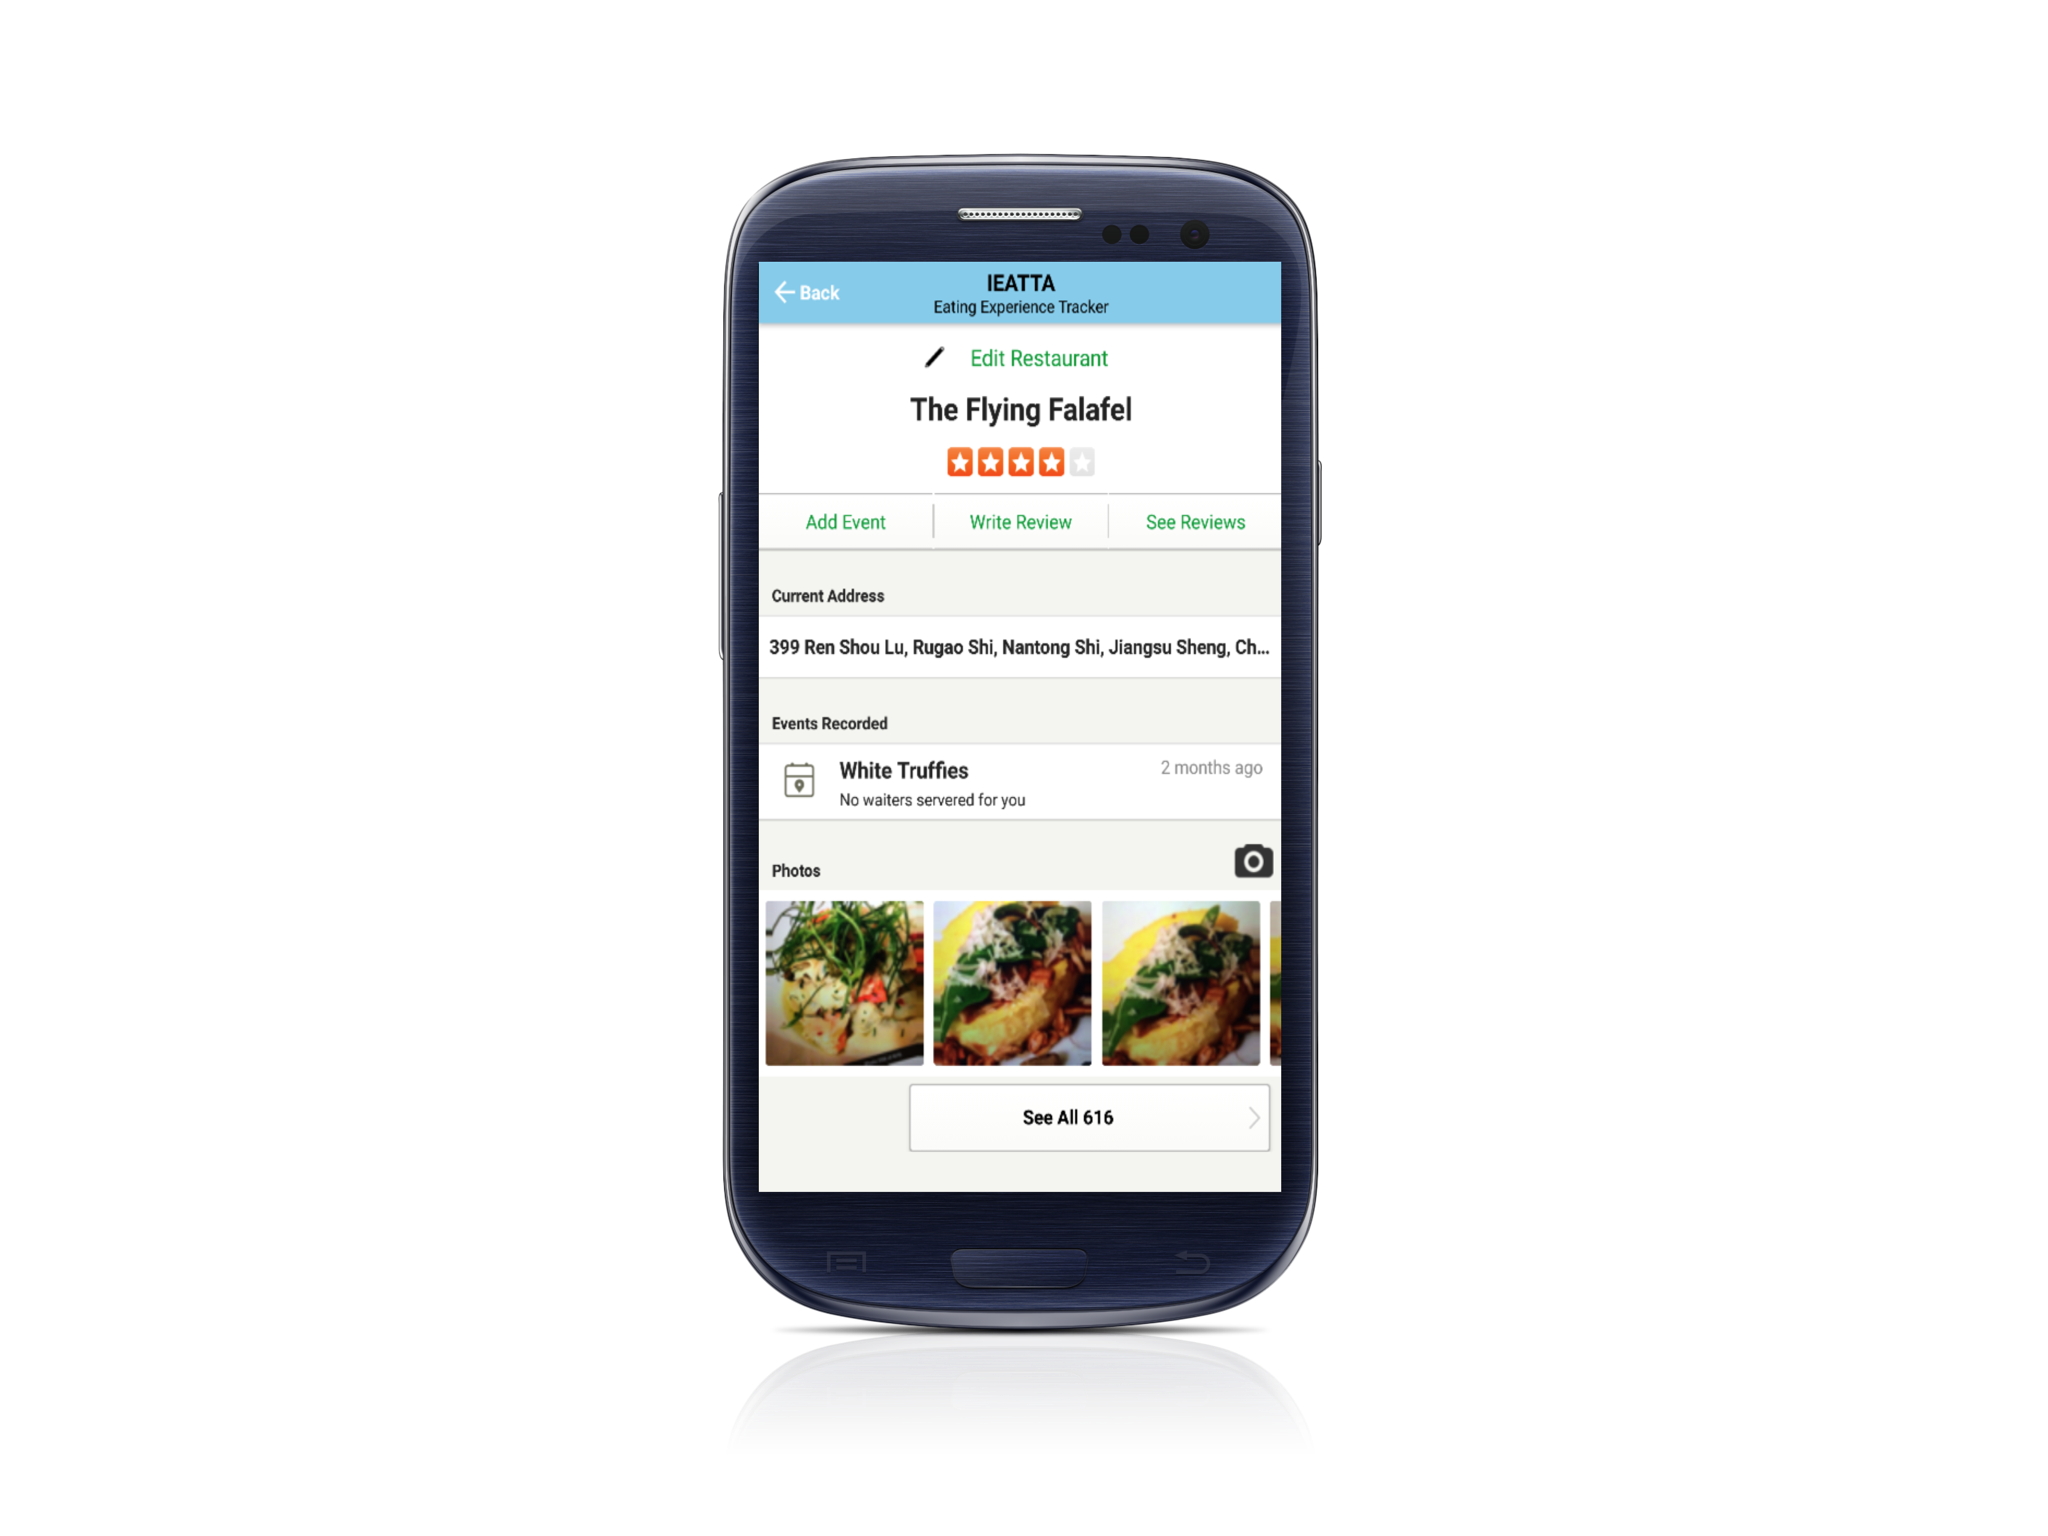 Back
IEATTA
Eating Experience Tracker
Edit Restaurant
The Flying Falafel
Add Event
Write Review
See Reviews
Current Address
399 Ren Shou Lu, Rugao Shi, Nantong Shi, Jiangsu Sheng, Ch...
Events Recorded
White Truffies
2 months ago
No waiters servered for you
Photos
See All 616